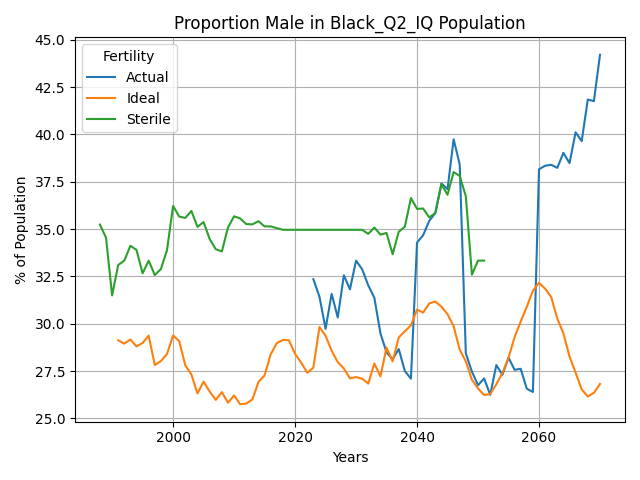 Proportion Male in Black_Q2_IQ Population
45.0
42.5
40.0
37.5
35.0
32.5
30.0
27.5
25.0
% of Population
Fertility
Actual
Ideal
Sterile
2000
2020
2040
2060
Years